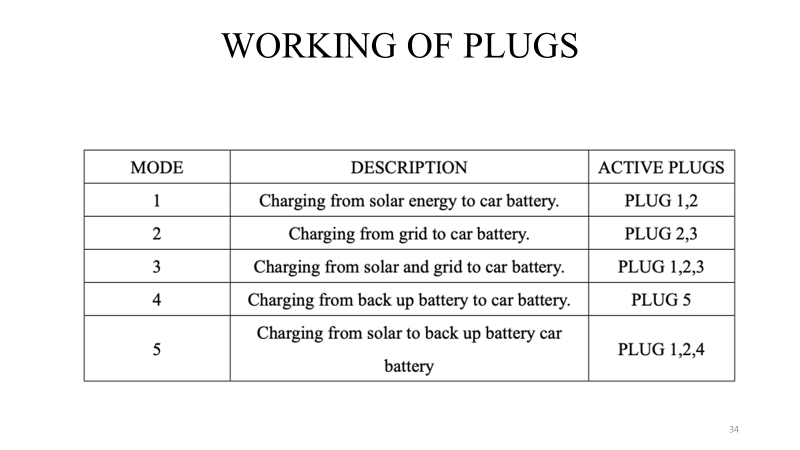 WORKING OF PLUGS
MODE DESCRIPTION ACTIVE PLUGS
1 Charging from solar energy to car battery. PLUG 1,2
2 Charging from grid to car battery. PLUG 2,3
3 Charging from solar and grid to car battery. PLUG 1,2,3
4 Charging from back up battery to car battery. PLUG 5
5 Charging from solar to back up battery car
battery PLUG 1,2,4
34